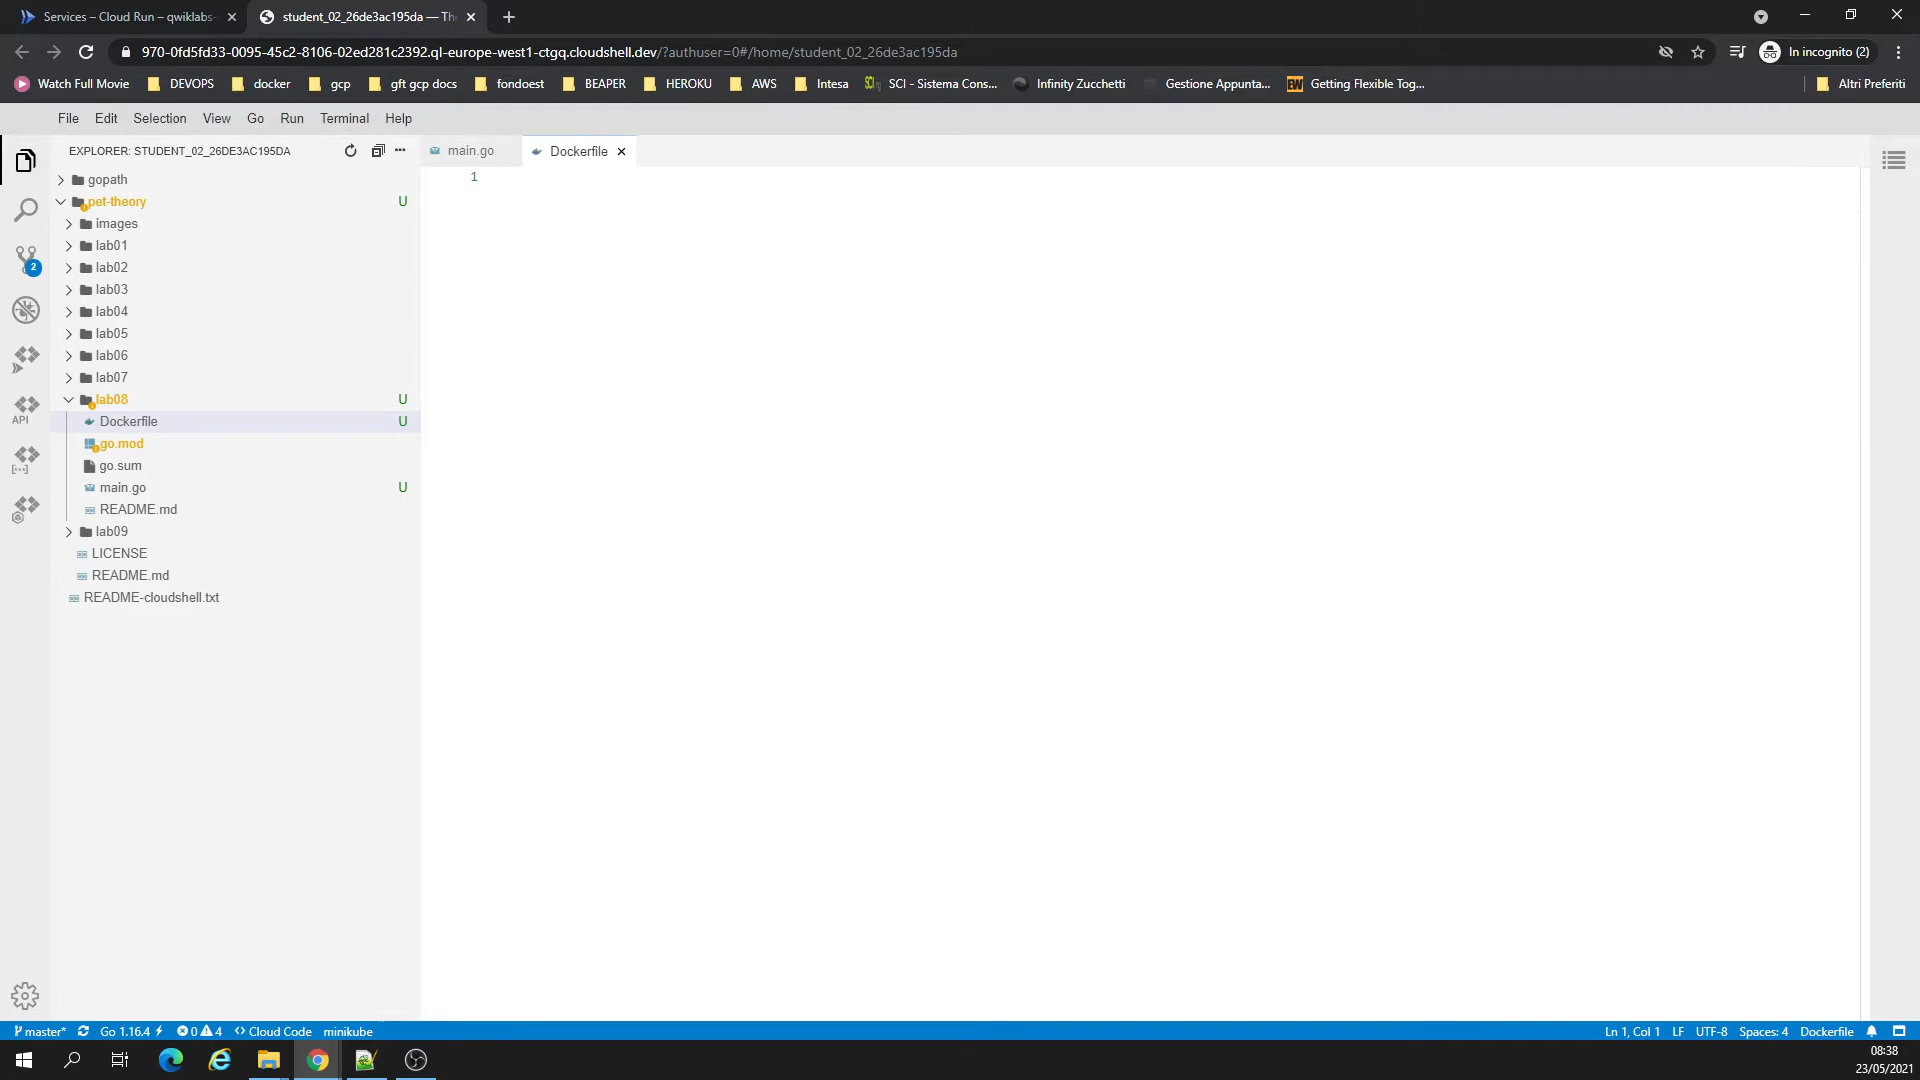 Services – Cloud Run – qwiklabs-
student_02_26de3ac195da — Th
970-0fd5fd33-0095-45c2-8106-02ed281c2392.ql-europe-west1-ctgq.cloudshell.dev/?authuser=0#/home/student_02_26de3ac195da
In incognito (2)
Watch Full Movie DEVOPS docker gcp gft gcp docs fondoest BEAPER HEROKU AWS Intesa SCI - Sistema Cons... Infinity Zucchetti Gestione Appunta... EW Getting Flexible Tog... Altri Preferiti
File Edit Selection View Go Run Terminal Help
EXPLORER: STUDENT_02_26DE3AC195DA
main.go Dockerfile
1
gopath
pet-theory U
images
lab01
lab02
lab03
lab04
lab05
lab06
lab07
lab08 U
Dockerfile U
go.mod
go.sum
main.go U
README.md
lab09
LICENSE
README.md
README-cloudshell.txt
2
API
master* Go 1.16.4 0 4 Cloud Code minikube
Ln 1, Col 1 LF UTF-8 Spaces: 4 Dockerfile
08:38
23/05/2021